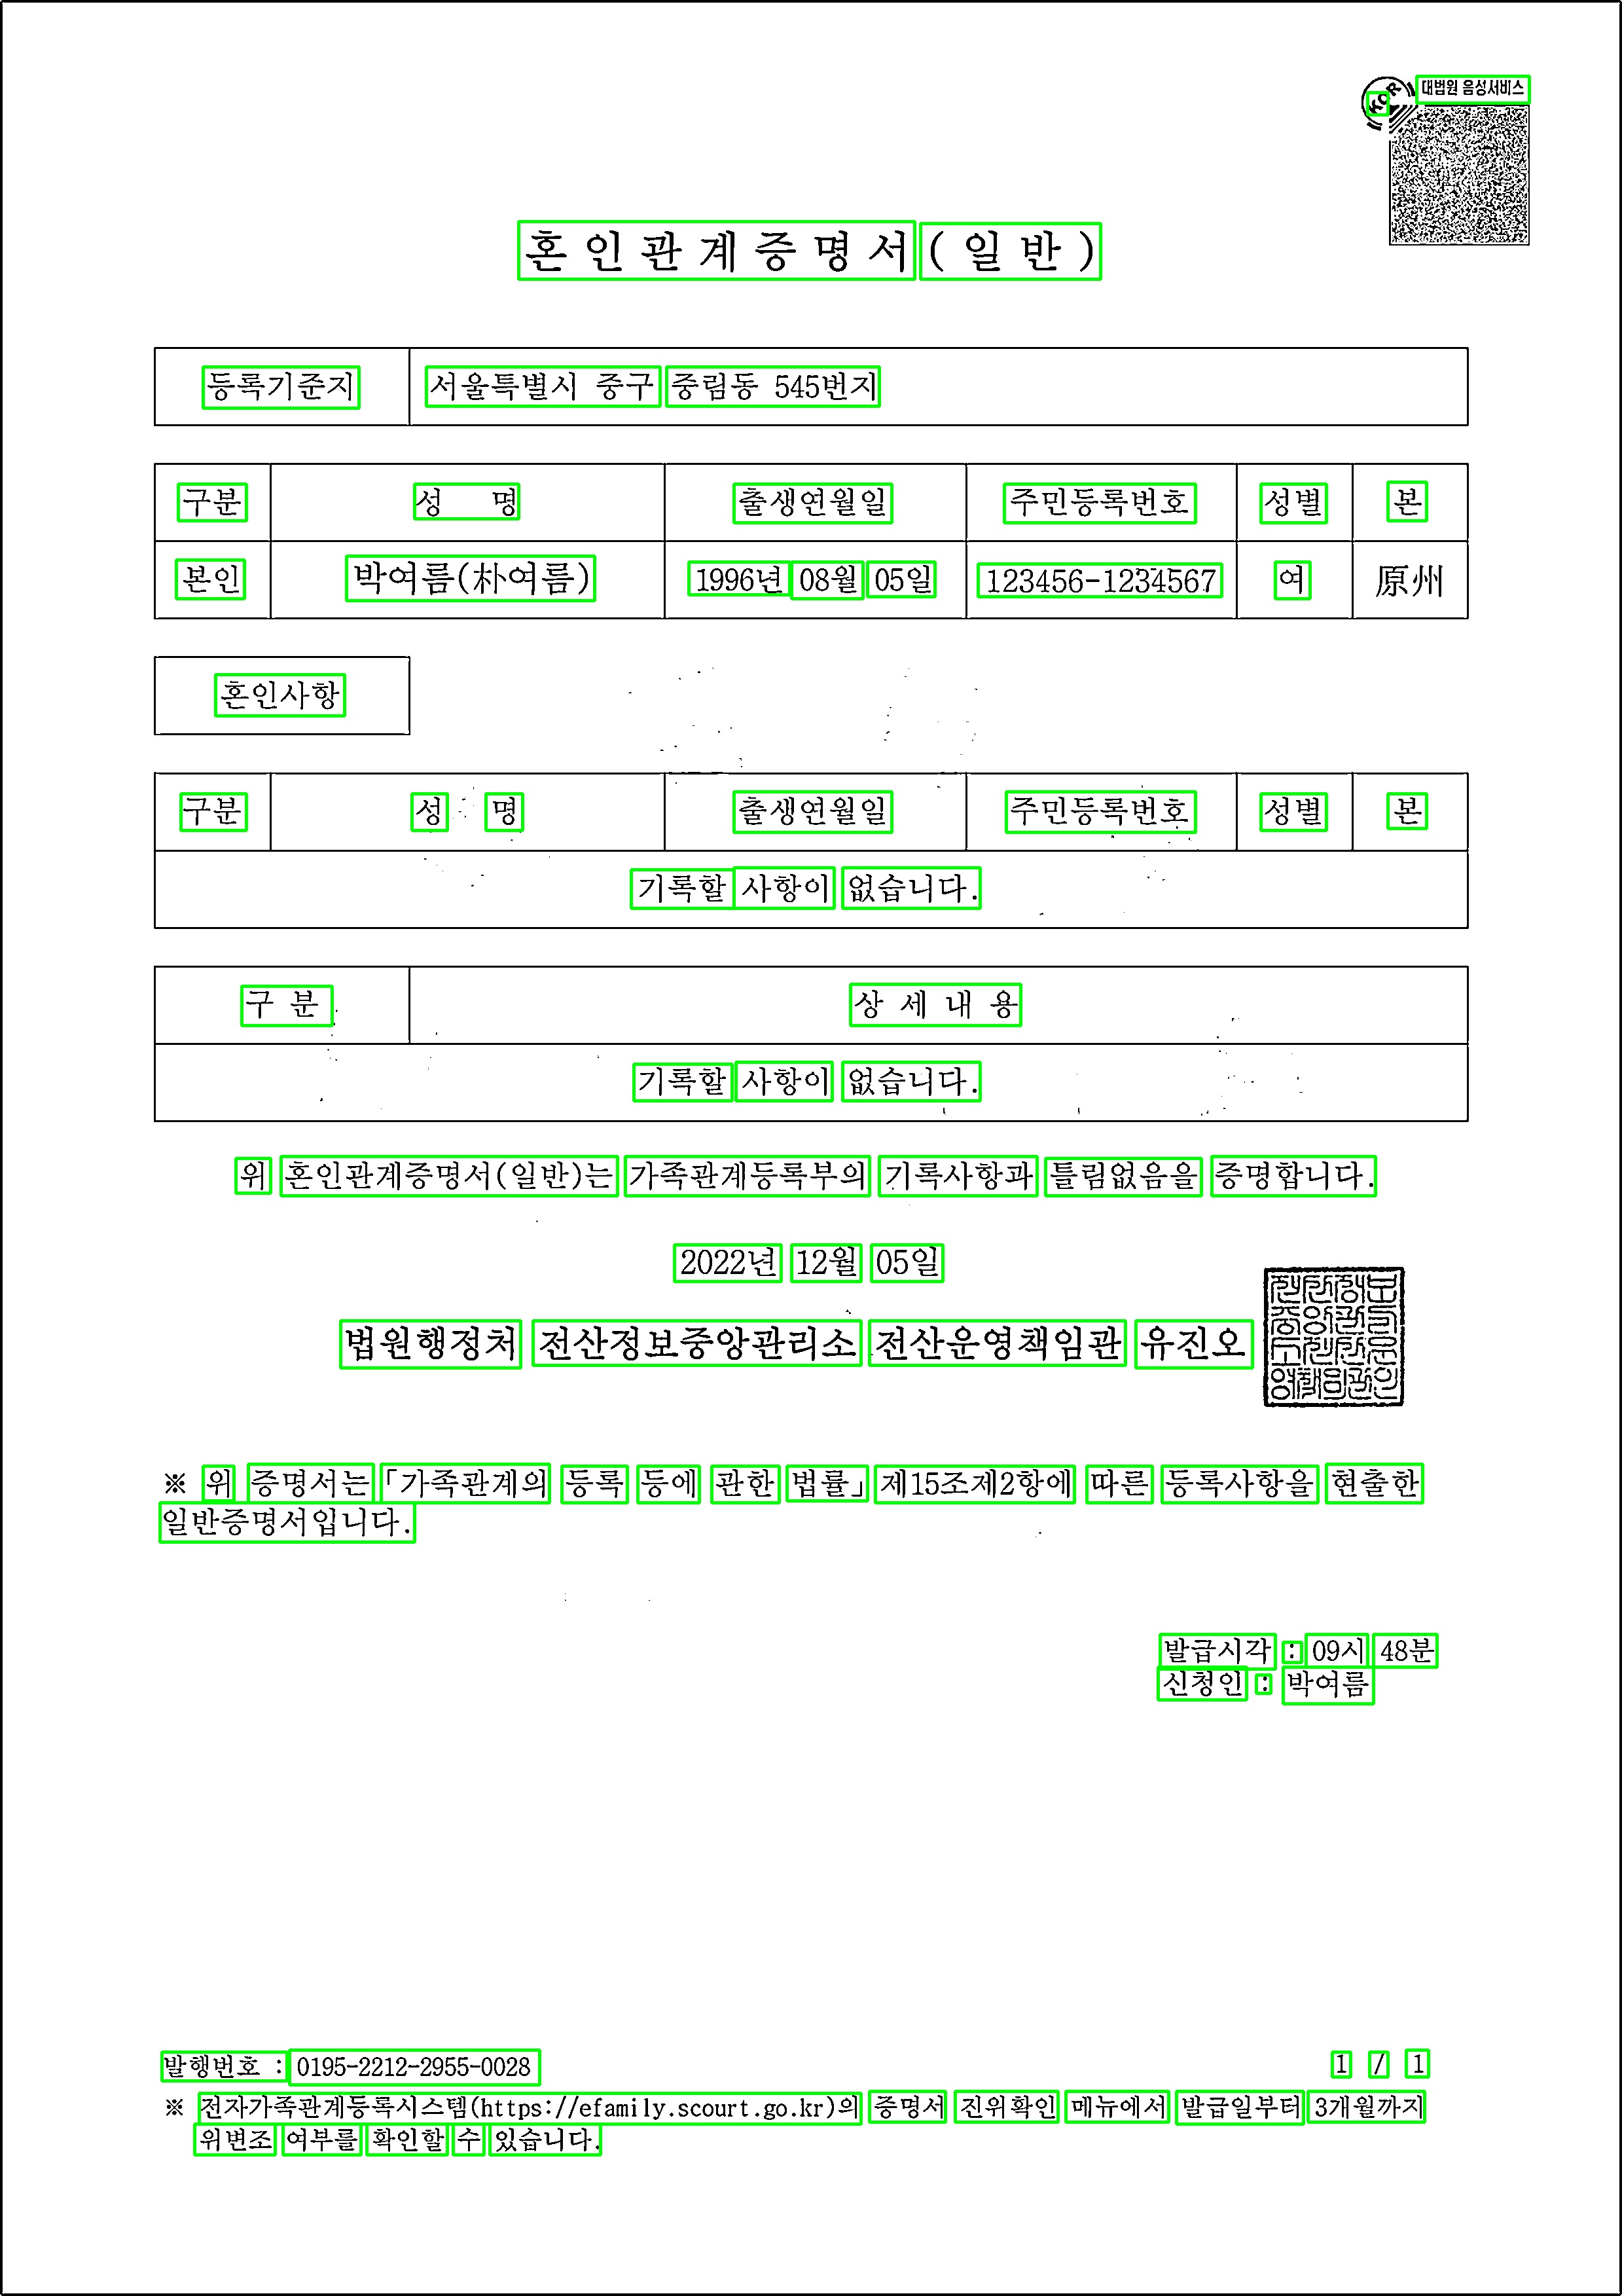 대법원 음성서비스
KOR
혼인관계증명서(일반)
등록기준지 서울특별시 중구 중림동 545번지
구분 성 명 출생연월일 주민등록번호 성별 본
본인 박여름(朴여름) 1996년 08월 05일 123456-1234567 여 原州
혼인사항
구분 성 명 출생연월일 주민등록번호 성별 본
기록할 사항이 없습니다.
구 분 상 세 내 용
기록할 사항이 없습니다.
위 혼인관계증명서(일반)는 가족관계등록부의 기록사항과 틀림없음을 증명합니다.
2022년 12월 05일
법원행정처 전산정보중앙관리소 전산운영책임관 유진오
※ 위 증명서는 「가족관계의 등록 등에 관한 법률」 제15조제2항에 따른 등록사항을 현출한
일반증명서입니다.
발급시각 : 09시 48분
신청인 : 박여름
발행번호 : 0195-2212-2955-0028 1 / 1
※ 전자가족관계등록시스템(https://efamily.scourt.go.kr)의 증명서 진위확인 메뉴에서 발급일부터 3개월까지
위변조 여부를 확인할 수 있습니다.